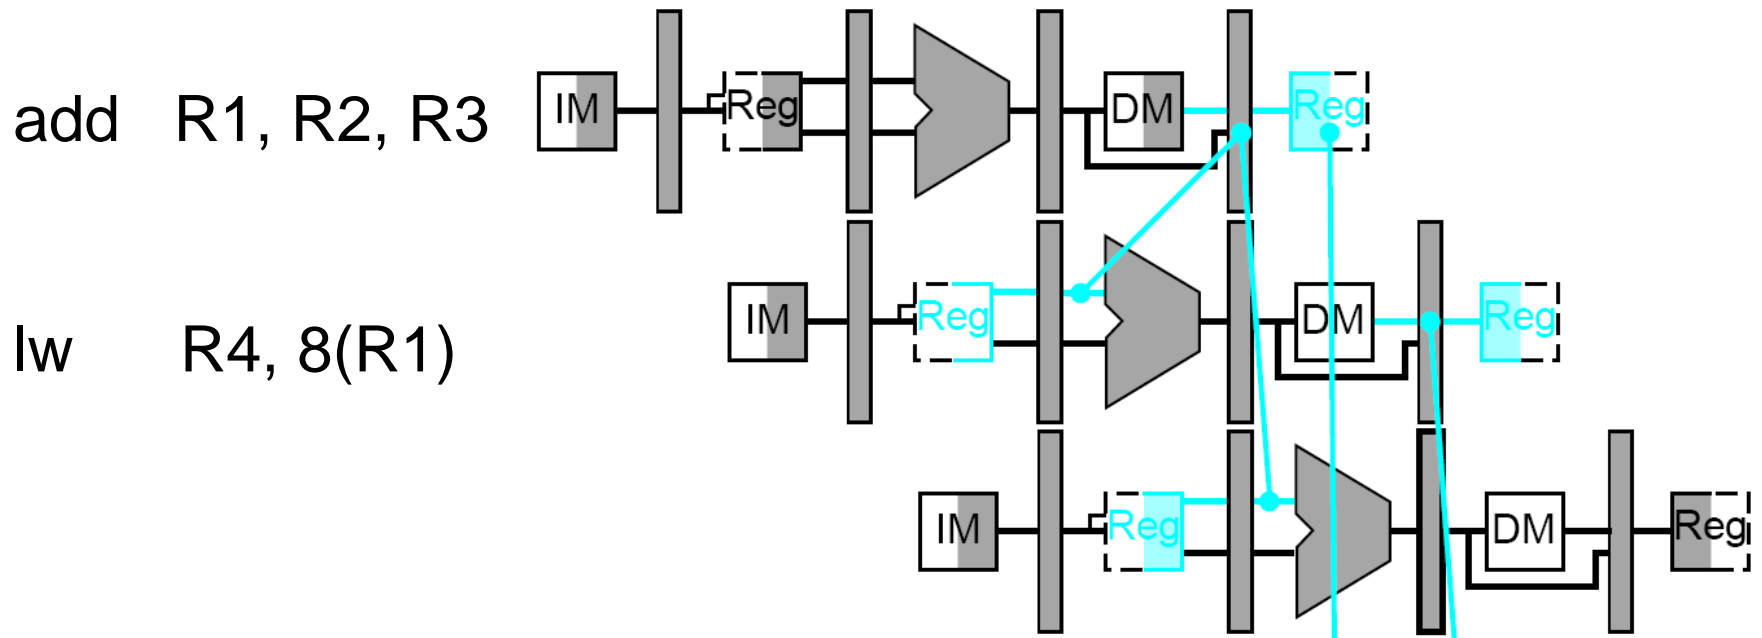 add R1, R2, R3 IM Reg DM Reg
lw R4, 8(R1) IM Reg DM Reg
IM Reg DM Reg